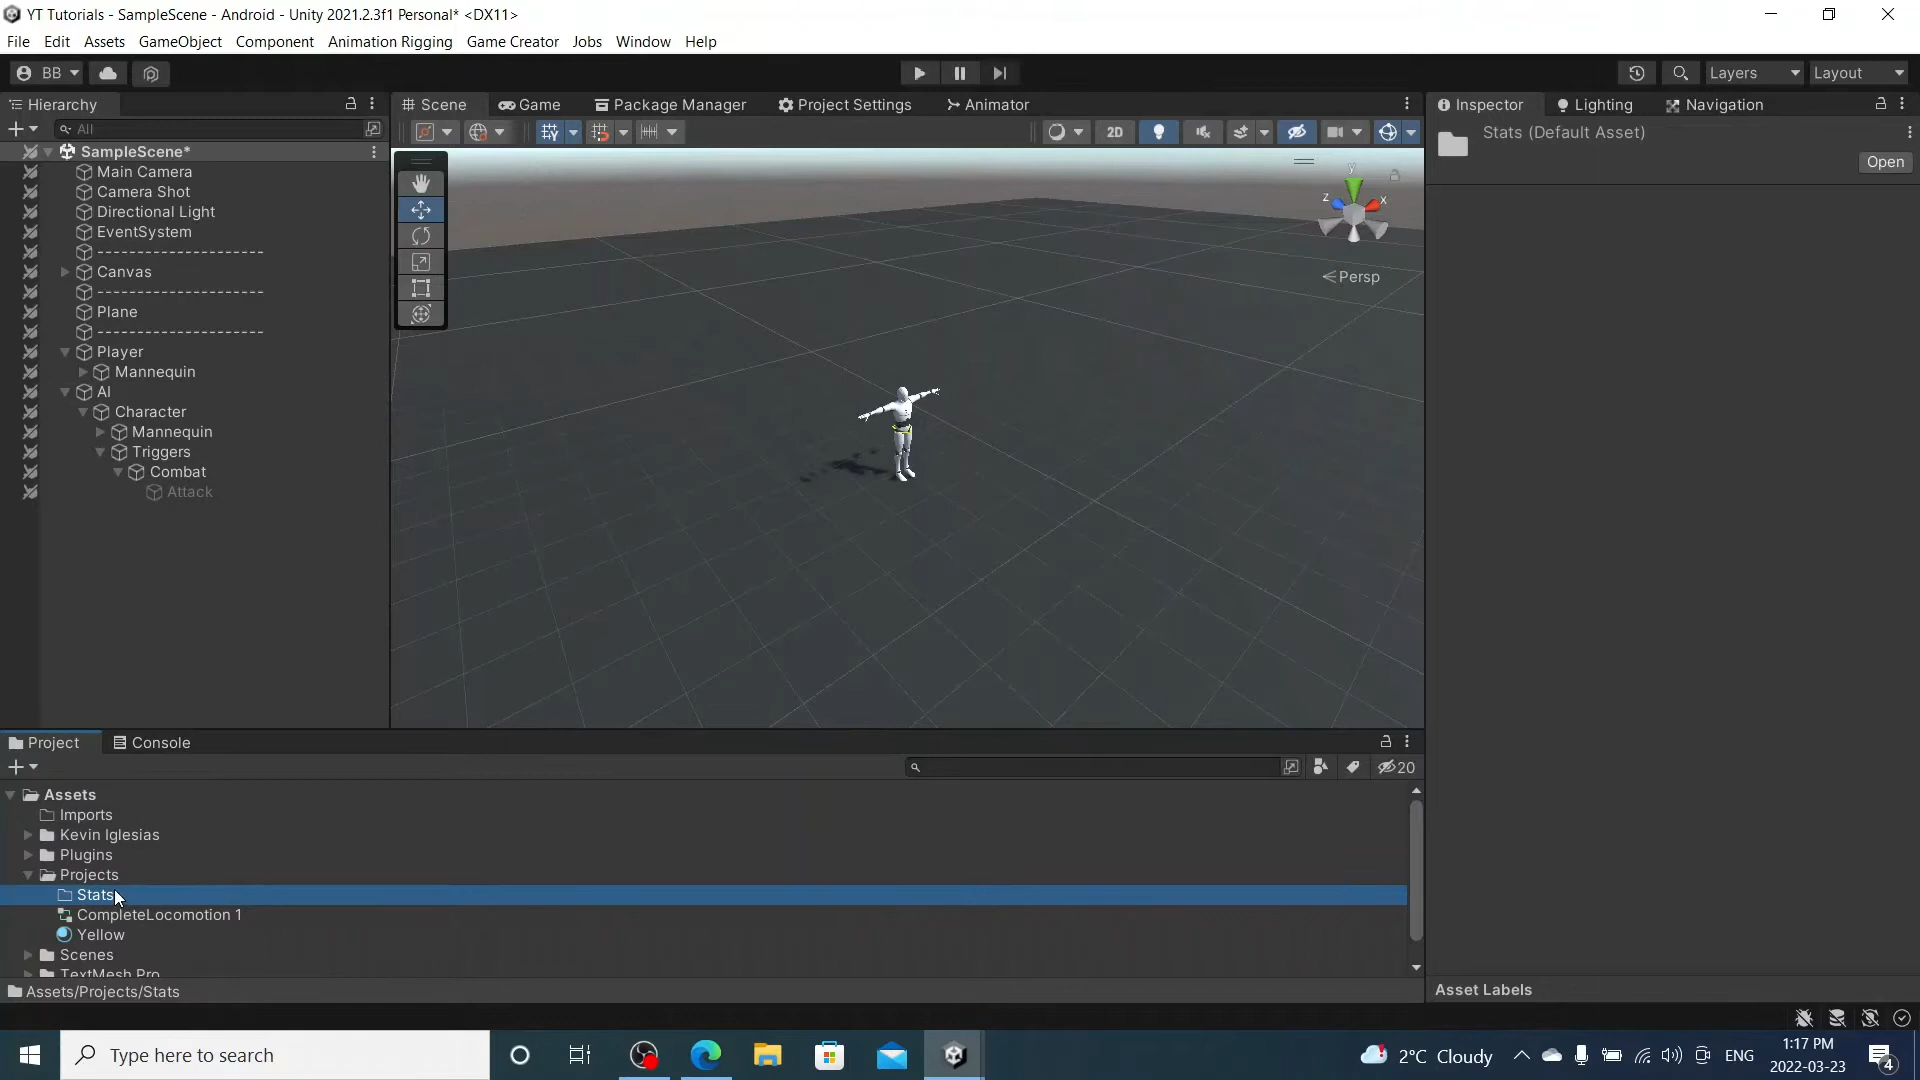 YT Tutorials - SampleScene - Android - Unity 2021.2.3f1 Personal* <DX11>
File Edit Assets GameObject Component Animation Rigging Game Creator Jobs Window Help
BB Layers Layout
Hierarchy Scene Game Package Manager Project Settings Animator Inspector Lighting Navigation
All 2D Stats (Default Asset)
SampleScene*
Open
Main Camera
Camera Shot
Directional Light
EventSystem
---------------------
Canvas
---------------------
Plane
---------------------
Player
Mannequin
AI
Character
Mannequin
Triggers
Combat
Attack
y
z x
Persp
Project Console
20
Assets
Imports
Kevin Iglesias
Plugins
Projects
Stats
CompleteLocomotion 1
Yellow
Scenes
TextMesh Pro
Assets/Projects/Stats
Asset Labels
Type here to search
2°C Cloudy ENG 1:17 PM 2022-03-23 4